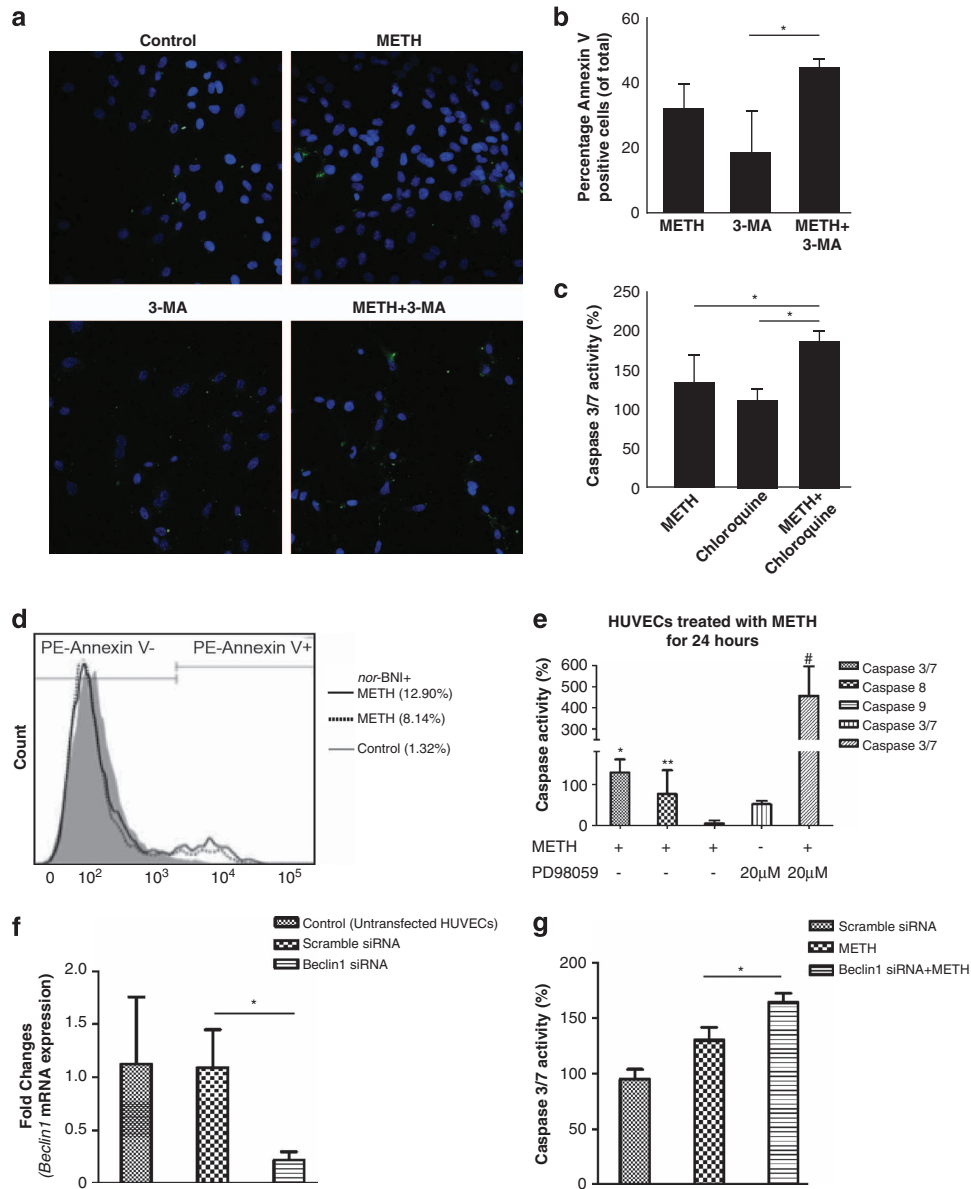 a
Control
METH
3-MA
METH+3-MA
b
Percentage Annexin V
positive cells (of total)
60
40
20
0
*
METH
3-MA
METH+
3-MA
c
Caspase 3/7 activity (%)
250
200
150
100
50
0
*
*
METH
Chloroquine
METH+
Chloroquine
d
PE-Annexin V-
PE-Annexin V+
Count
0
10²
10³
10⁴
10⁵
nor-BNI+
METH (12.90%)
METH (8.14%)
Control (1.32%)
e
HUVECs treated with METH
for 24 hours
Caspase activity (%)
600
500
400
300
100
0
*
**
#
Caspase 3/7
Caspase 8
Caspase 9
Caspase 3/7
Caspase 3/7
METH + + + - +
PD98059 - - - 20µM 20µM
f
Control (Untransfected HUVECs)
Scramble siRNA
Beclin1 siRNA
Fold Changes
(Beclin1 mRNA expression)
2.0
1.5
1.0
0.5
0
*
g
Scramble siRNA
METH
Beclin1 siRNA+METH
Caspase 3/7 activity (%)
200
150
100
50
0
*